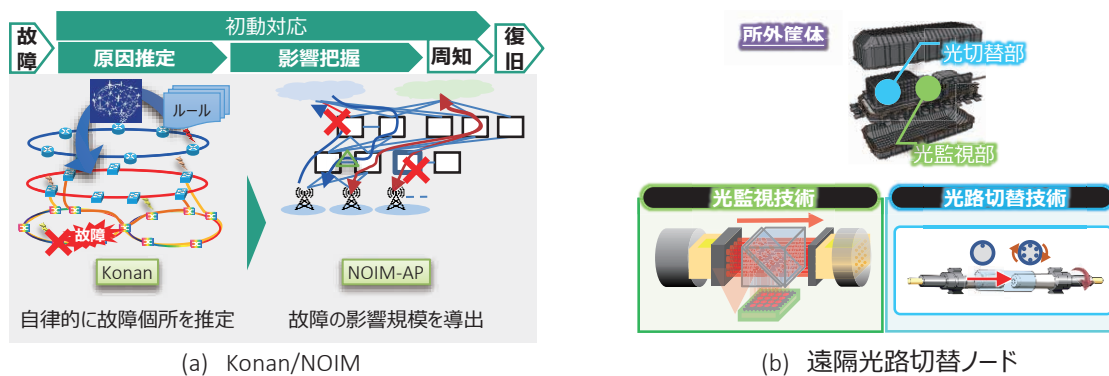 故障
初動対応
原因推定
影響把握
周知
復旧
ルール
故障
Konan
NOIM-AP
自律的に故障個所を推定
故障の影響規模を導出
(a) Konan/NOIM
所外筐体
光切替部
光監視部
光監視技術
光路切替技術
(b) 遠隔光路切替ノード